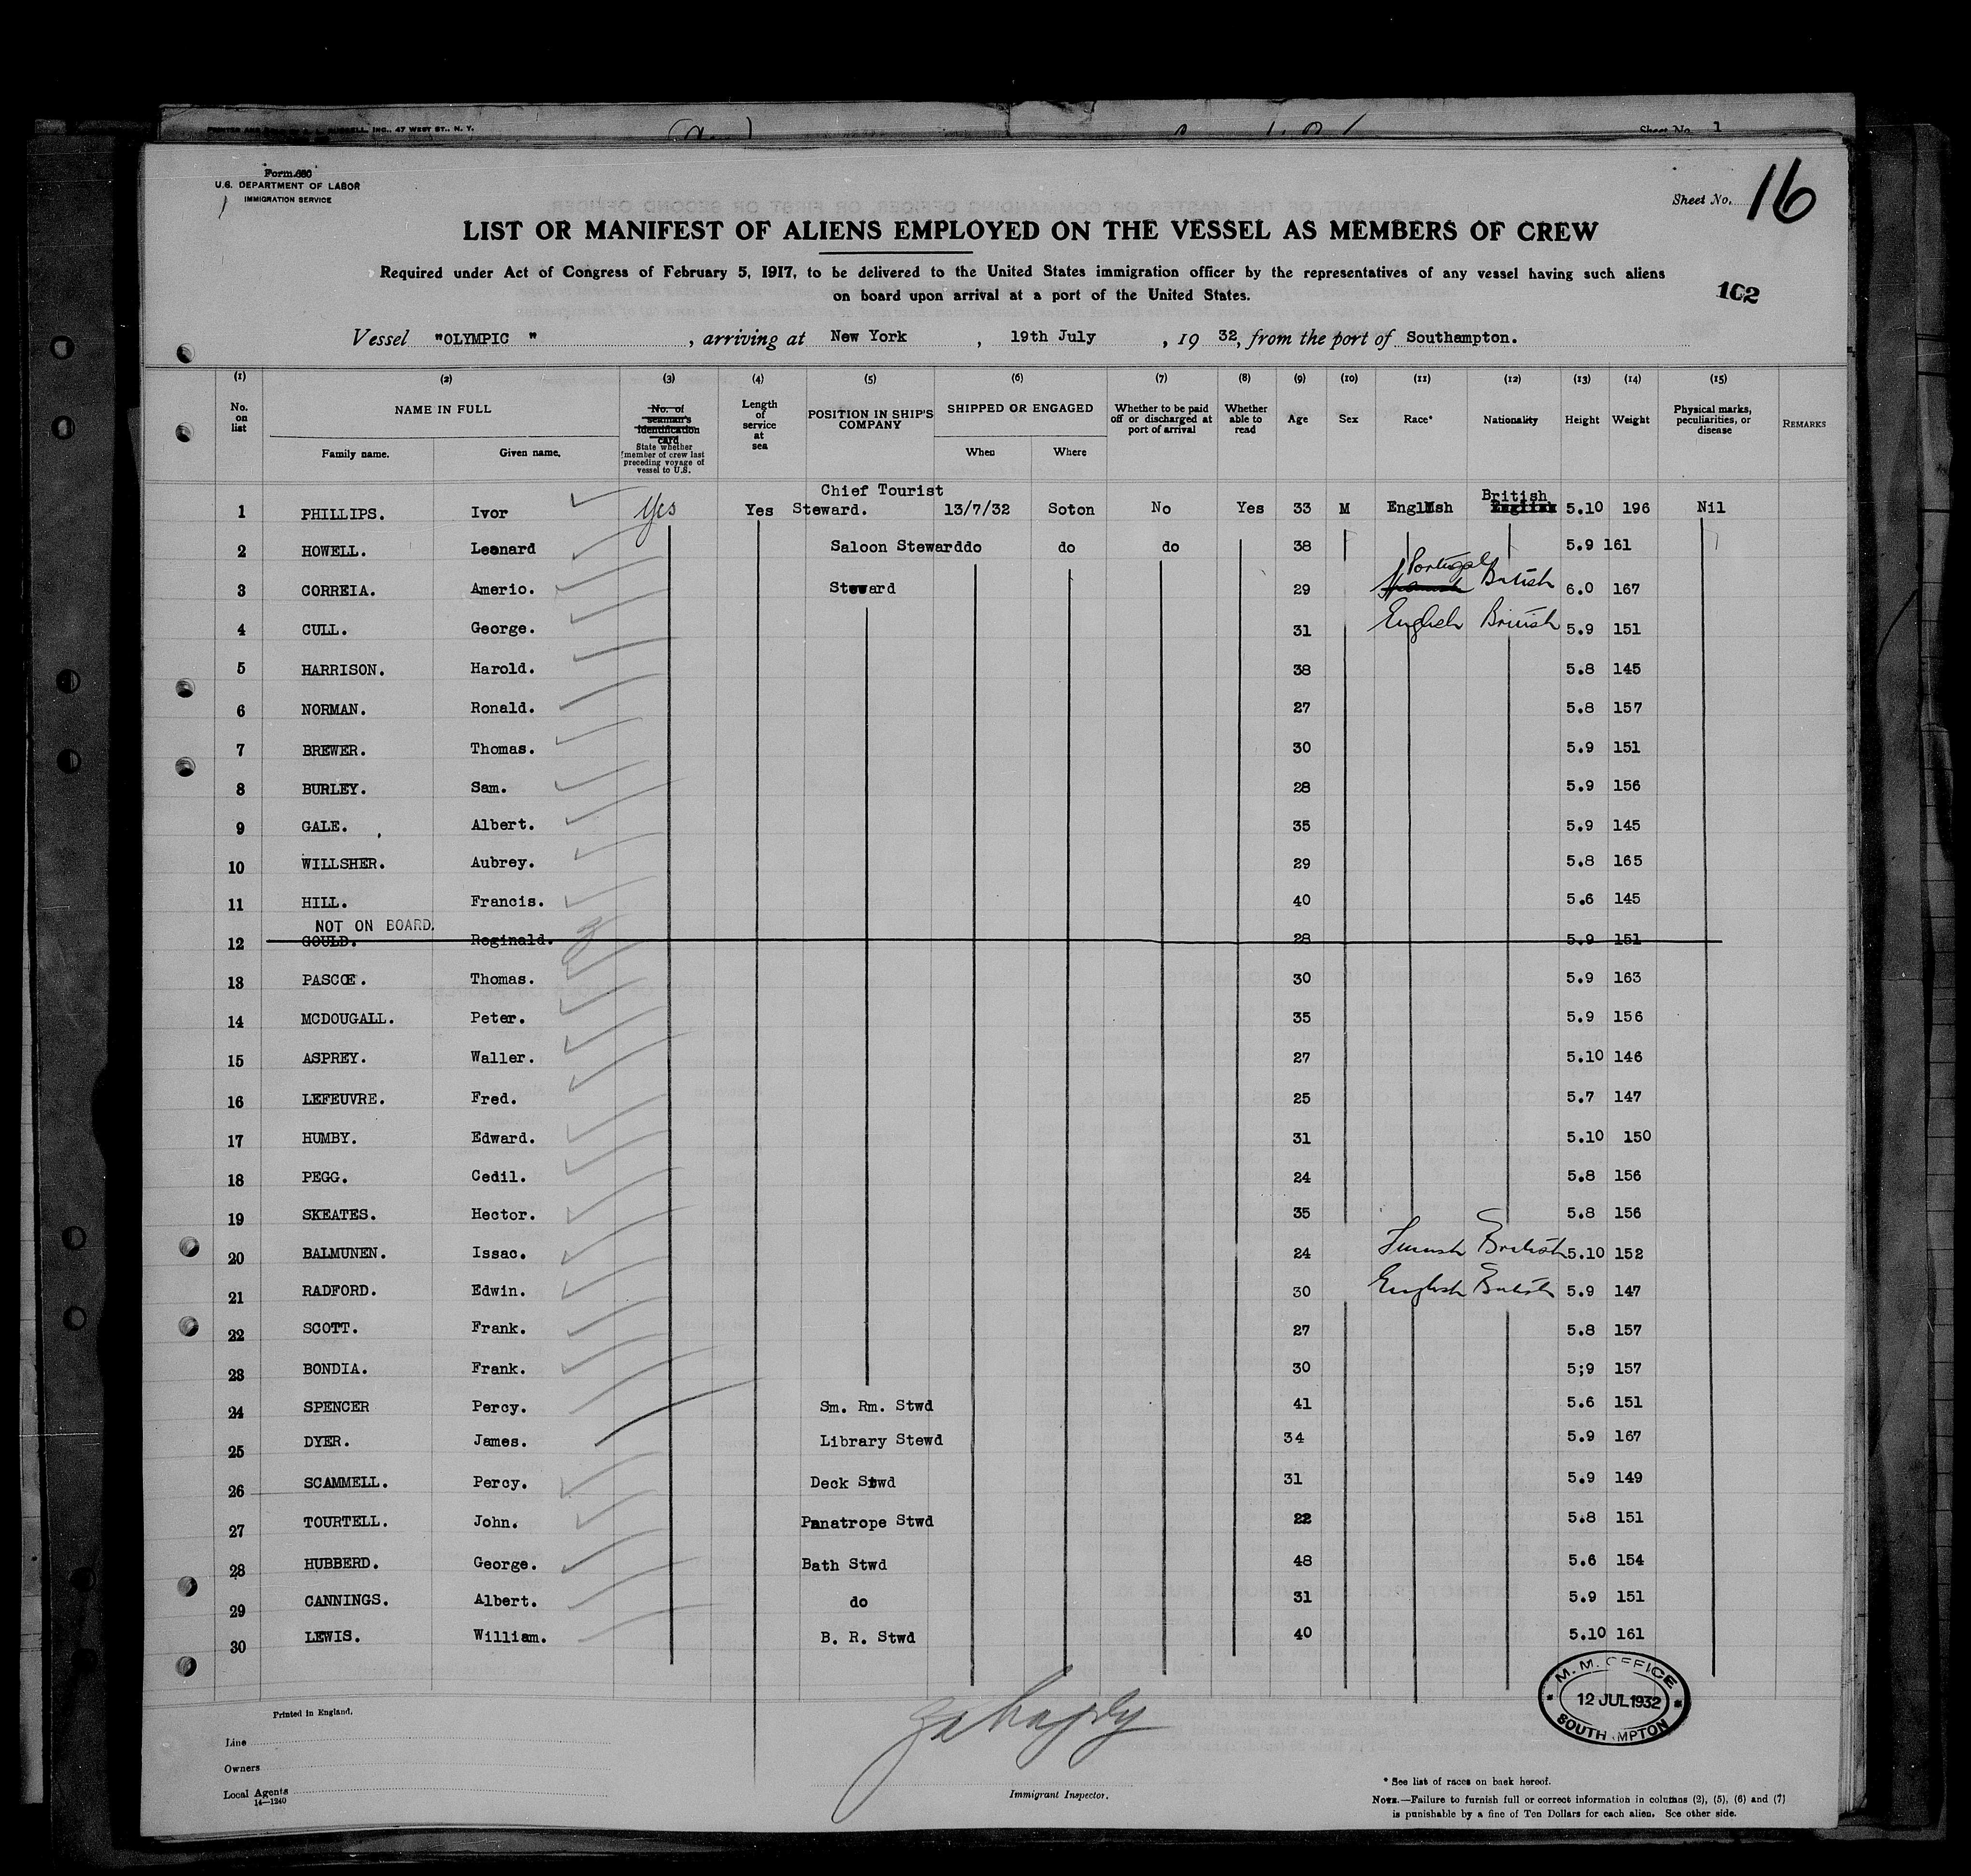 PRINTER AND
INC., 47 WEST ST., N. Y.
Sheet No. 1
Form 680
U.S. DEPARTMENT OF LABOR
IMMIGRATION SERVICE
Sheet No. 16
LIST OR MANIFEST OF ALIENS EMPLOYED ON THE VESSEL AS MEMBERS OF CREW
Required under Act of Congress of February 5, 1917, to be delivered to the United States immigration officer by the representatives of any vessel having such aliens
on board upon arrival at a port of the United States.
102
Vessel "OLYMPIC ", arriving at New York, 19th July, 19 32, from the port of Southampton.
(1) (2) (3) (4) (5) (6) (7) (8) (9) (10) (11) (12) (13) (14) (15)
No. on list
NAME IN FULL
Family name. Given name.
No. of seaman's identification card
State whether member of crew last preceding voyage of vessel to U.S.
Length of service at sea
POSITION IN SHIP'S COMPANY
SHIPPED OR ENGAGED
When Where
Whether to be paid off or discharged at port of arrival
Whether able to read
Age Sex Race* Nationality Height Weight
Physical marks, peculiarities, or disease
REMARKS
Chief Tourist British
1 PHILLIPS. Ivor Yes Yes Steward. 13/7/32 Soton No Yes 33 M English English 5.10 196 Nil
2 HOWELL. Leonard Saloon Steward do do do 38 5.9 161
3 CORREIA. Amerio. Steward 29 Portugal British 6.0 167
4 CULL. George. 31 English British 5.9 151
5 HARRISON. Harold. 38 5.8 145
6 NORMAN. Ronald. 27 5.8 157
7 BREWER. Thomas. 30 5.9 151
8 BURLEY. Sam. 28 5.9 156
9 GALE. Albert. 35 5.9 145
10 WILLSHER. Aubrey. 29 5.8 165
11 HILL. Francis. 40 5.6 145
NOT ON BOARD.
12 GOULD. Reginald. 28 5.9 151
13 PASCOE. Thomas. 30 5.9 163
14 MCDOUGALL. Peter. 35 5.9 156
15 ASPREY. Waller. 27 5.10 146
16 LEFEUVRE. Fred. 25 5.7 147
17 HUMBY. Edward. 31 5.10 150
18 PEGG. Cedil. 24 5.8 156
19 SKEATES. Hector. 35 5.8 156
20 BALMUNEN. Issac. 24 British 5.10 152
21 RADFORD. Edwin. 30 English British 5.9 147
22 SCOTT. Frank. 27 5.8 157
23 BONDIA. Frank. 30 5;9 157
24 SPENCER Percy. Sm. Rm. Stwd 41 5.6 151
25 DYER. James. Library Stewd 34 5.9 167
26 SCAMMELL. Percy. Deck Stwd 31 5.9 149
27 TOURTELL. John. Panatrope Stwd 22 5.8 151
28 HUBBERD. George. Bath Stwd 48 5.6 154
29 CANNINGS. Albert. do 31 5.9 151
30 LEWIS. William. B. R. Stwd 40 5.10 161
M. M. OFFICE
12 JUL 1932
SOUTHAMPTON
Printed in England.
Line
Owners
Local Agents
14—1240
Immigrant Inspector.
* See list of races on back hereof.
NOTE.—Failure to furnish full or correct information in columns (2), (5), (6) and (7)
is punishable by a fine of Ten Dollars for each alien. See other side.